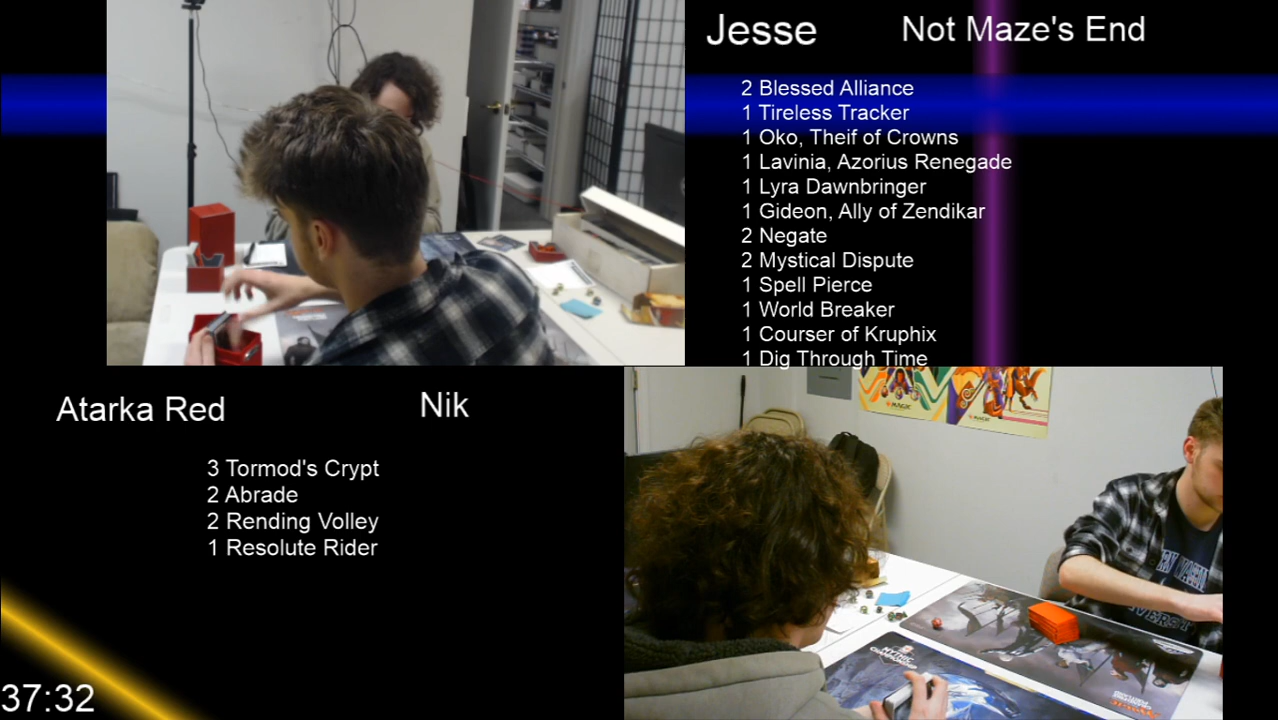 Jesse
Not Maze's End
2 Blessed Alliance
1 Tireless Tracker
1 Oko, Theif of Crowns
1 Lavinia, Azorius Renegade
1 Lyra Dawnbringer
1 Gideon, Ally of Zendikar
2 Negate
2 Mystical Dispute
1 Spell Pierce
1 World Breaker
1 Courser of Kruphix
1 Dig Through Time
Atarka Red
Nik
3 Tormod's Crypt
2 Abrade
2 Rending Volley
1 Resolute Rider
MAGIC
MYTHIC
CHAMPIONSHIP
37:32